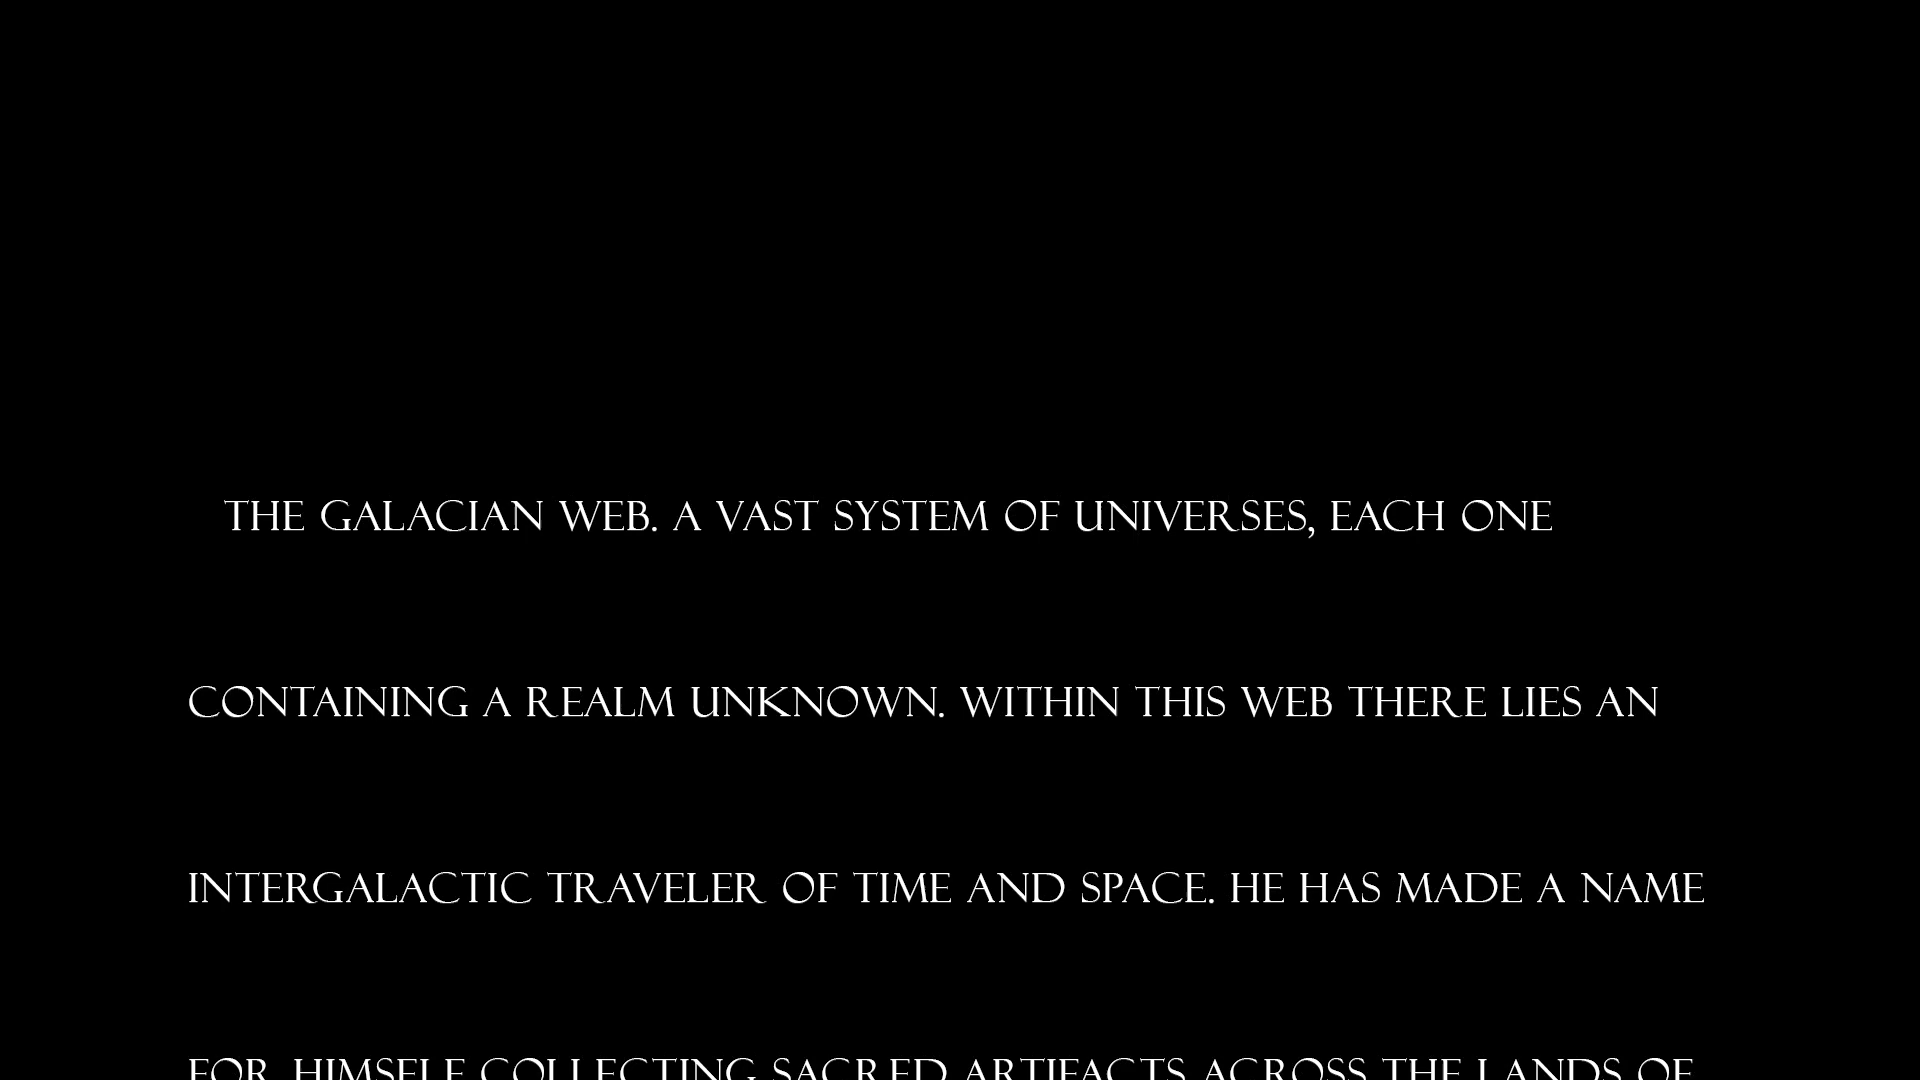 THE GALACIAN WEB. A VAST SYSTEM OF UNIVERSES, EACH ONE
CONTAINING A REALM UNKNOWN. WITHIN THIS WEB THERE LIES AN
INTERGALACTIC TRAVELER OF TIME AND SPACE. HE HAS MADE A NAME
FOR HIMSELF COLLECTING SACRED ARTIFACTS ACROSS THE LANDS OF